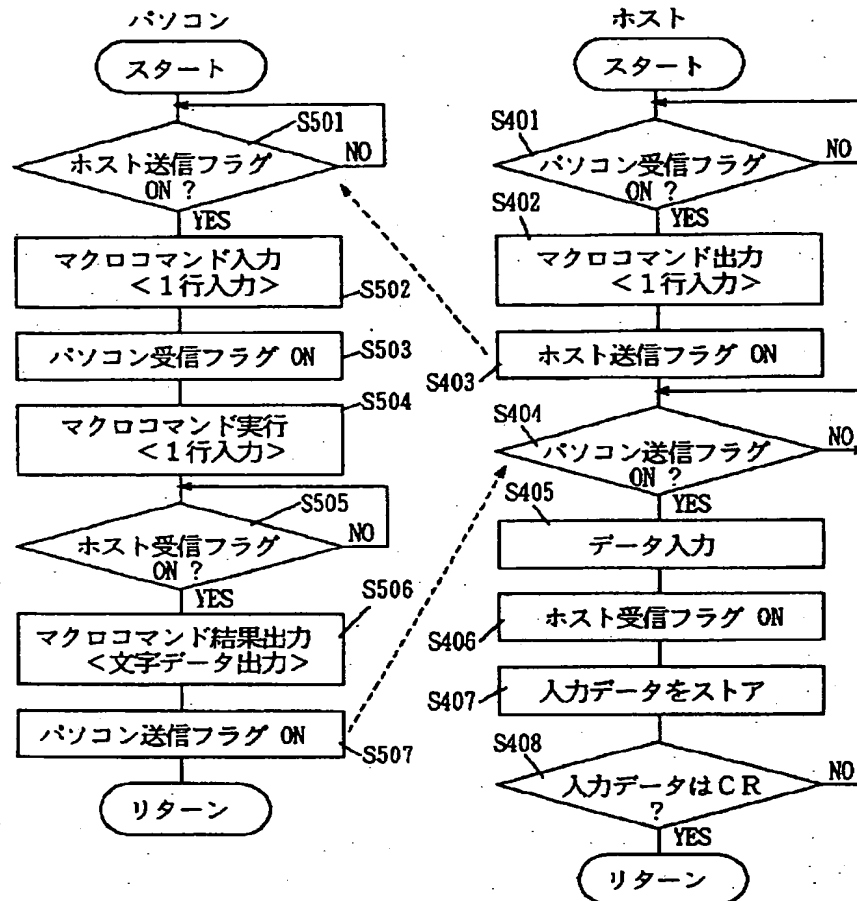 パソコン
スタート
S501
ホスト送信フラグ
ON ?
NO
YES
マクロコマンド入力
<1行入力>
S502
パソコン受信フラグ ON
S503
S504
マクロコマンド実行
<1行入力>
S505
ホスト受信フラグ
ON ?
NO
YES
S506
マクロコマンド結果出力
<文字データ出力>
パソコン送信フラグ ON
S507
リターン
ホスト
スタート
S401
パソコン受信フラグ
ON ?
NO
S402
YES
マクロコマンド出力
<1行入力>
ホスト送信フラグ ON
S403
S404
パソコン送信フラグ
ON ?
NO
S405
YES
データ入力
ホスト受信フラグ ON
S406
入力データをストア
S407
S408
入力データはCR
?
NO
YES
リターン